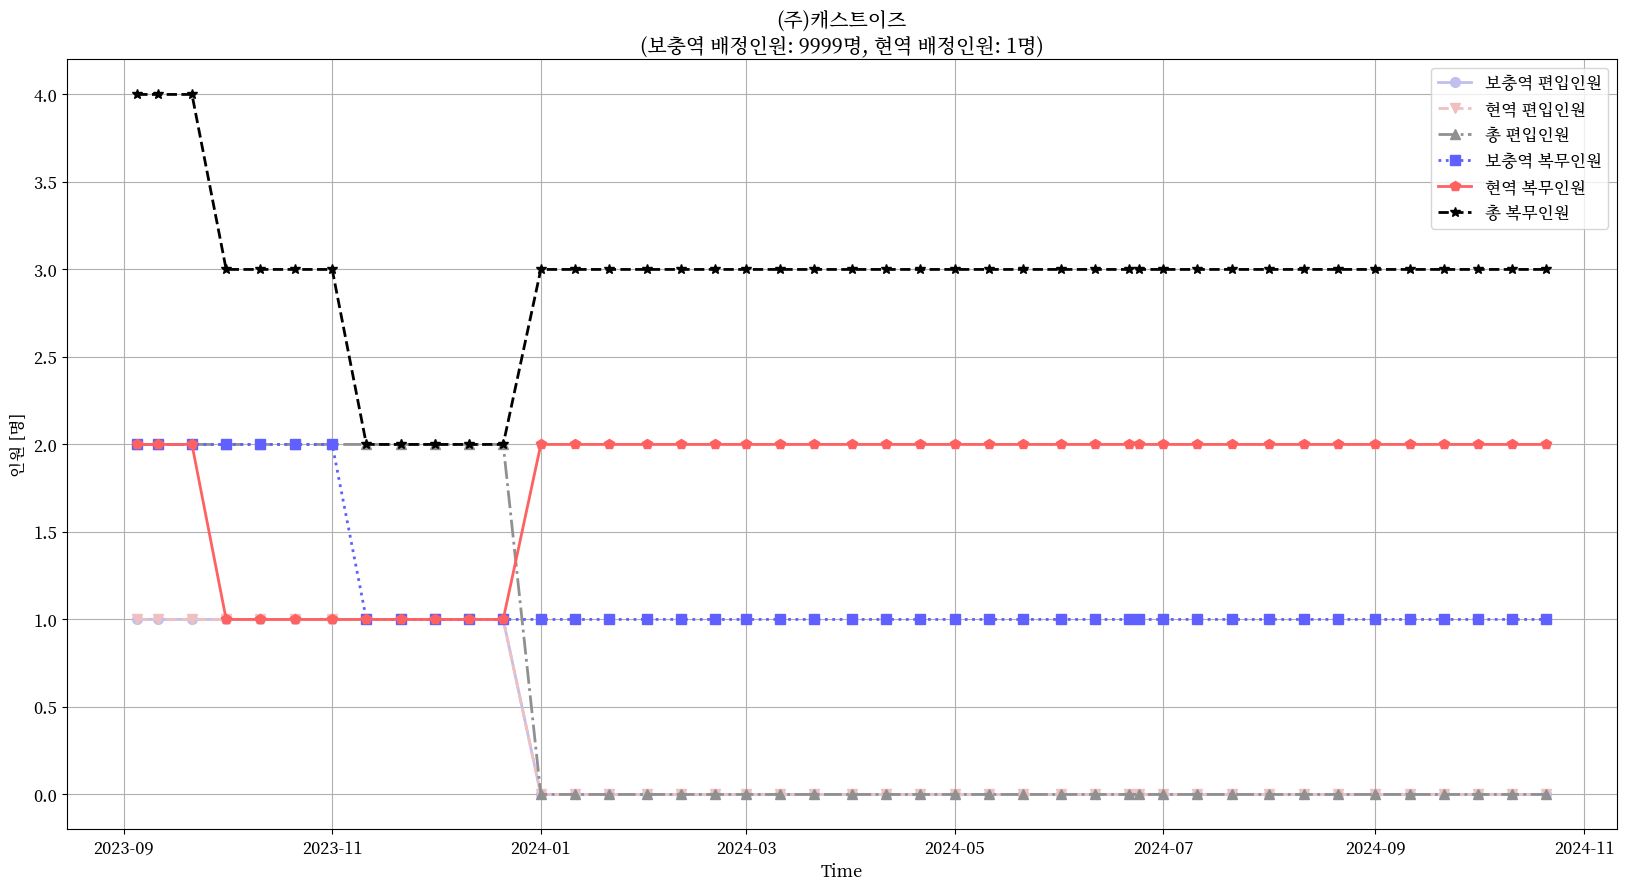 (주)캐스트이즈
(보충역 배정인원: 9999명, 현역 배정인원: 1명)
보충역 편입인원
현역 편입인원
총 편입인원
보충역 복무인원
현역 복무인원
총 복무인원
4.0
3.5
3.0
2.5
2.0
1.5
1.0
0.5
0.0
인원 [명]
2023-09 2023-11 2024-01 2024-03 2024-05 2024-07 2024-09 2024-11
Time